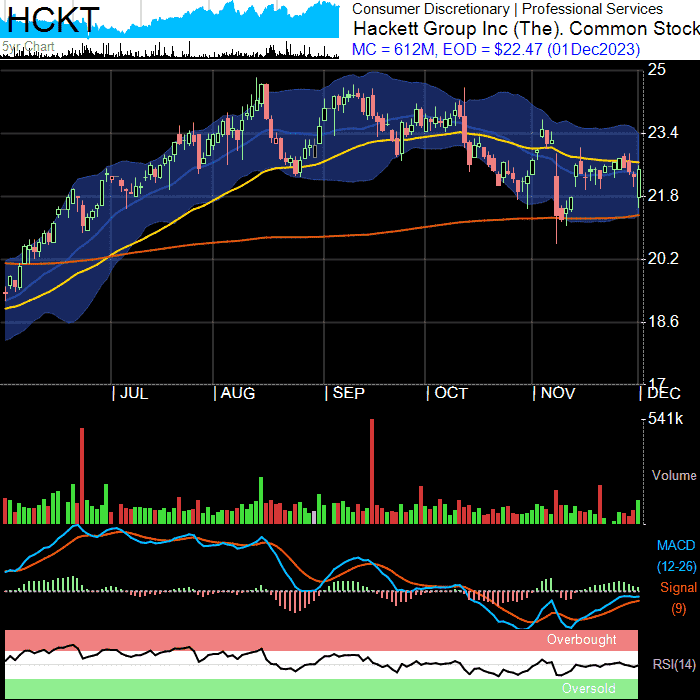 HCKT
5yr Chart
Consumer Discretionary | Professional Services
Hackett Group Inc (The). Common Stock
MC = 612M, EOD = $22.47 (01Dec2023)
25
23.4
21.8
20.2
18.6
17
JUL
AUG
SEP
OCT
NOV
DEC
541k
Volume
MACD
(12-26)
Signal
(9)
Overbought
RSI(14)
Oversold